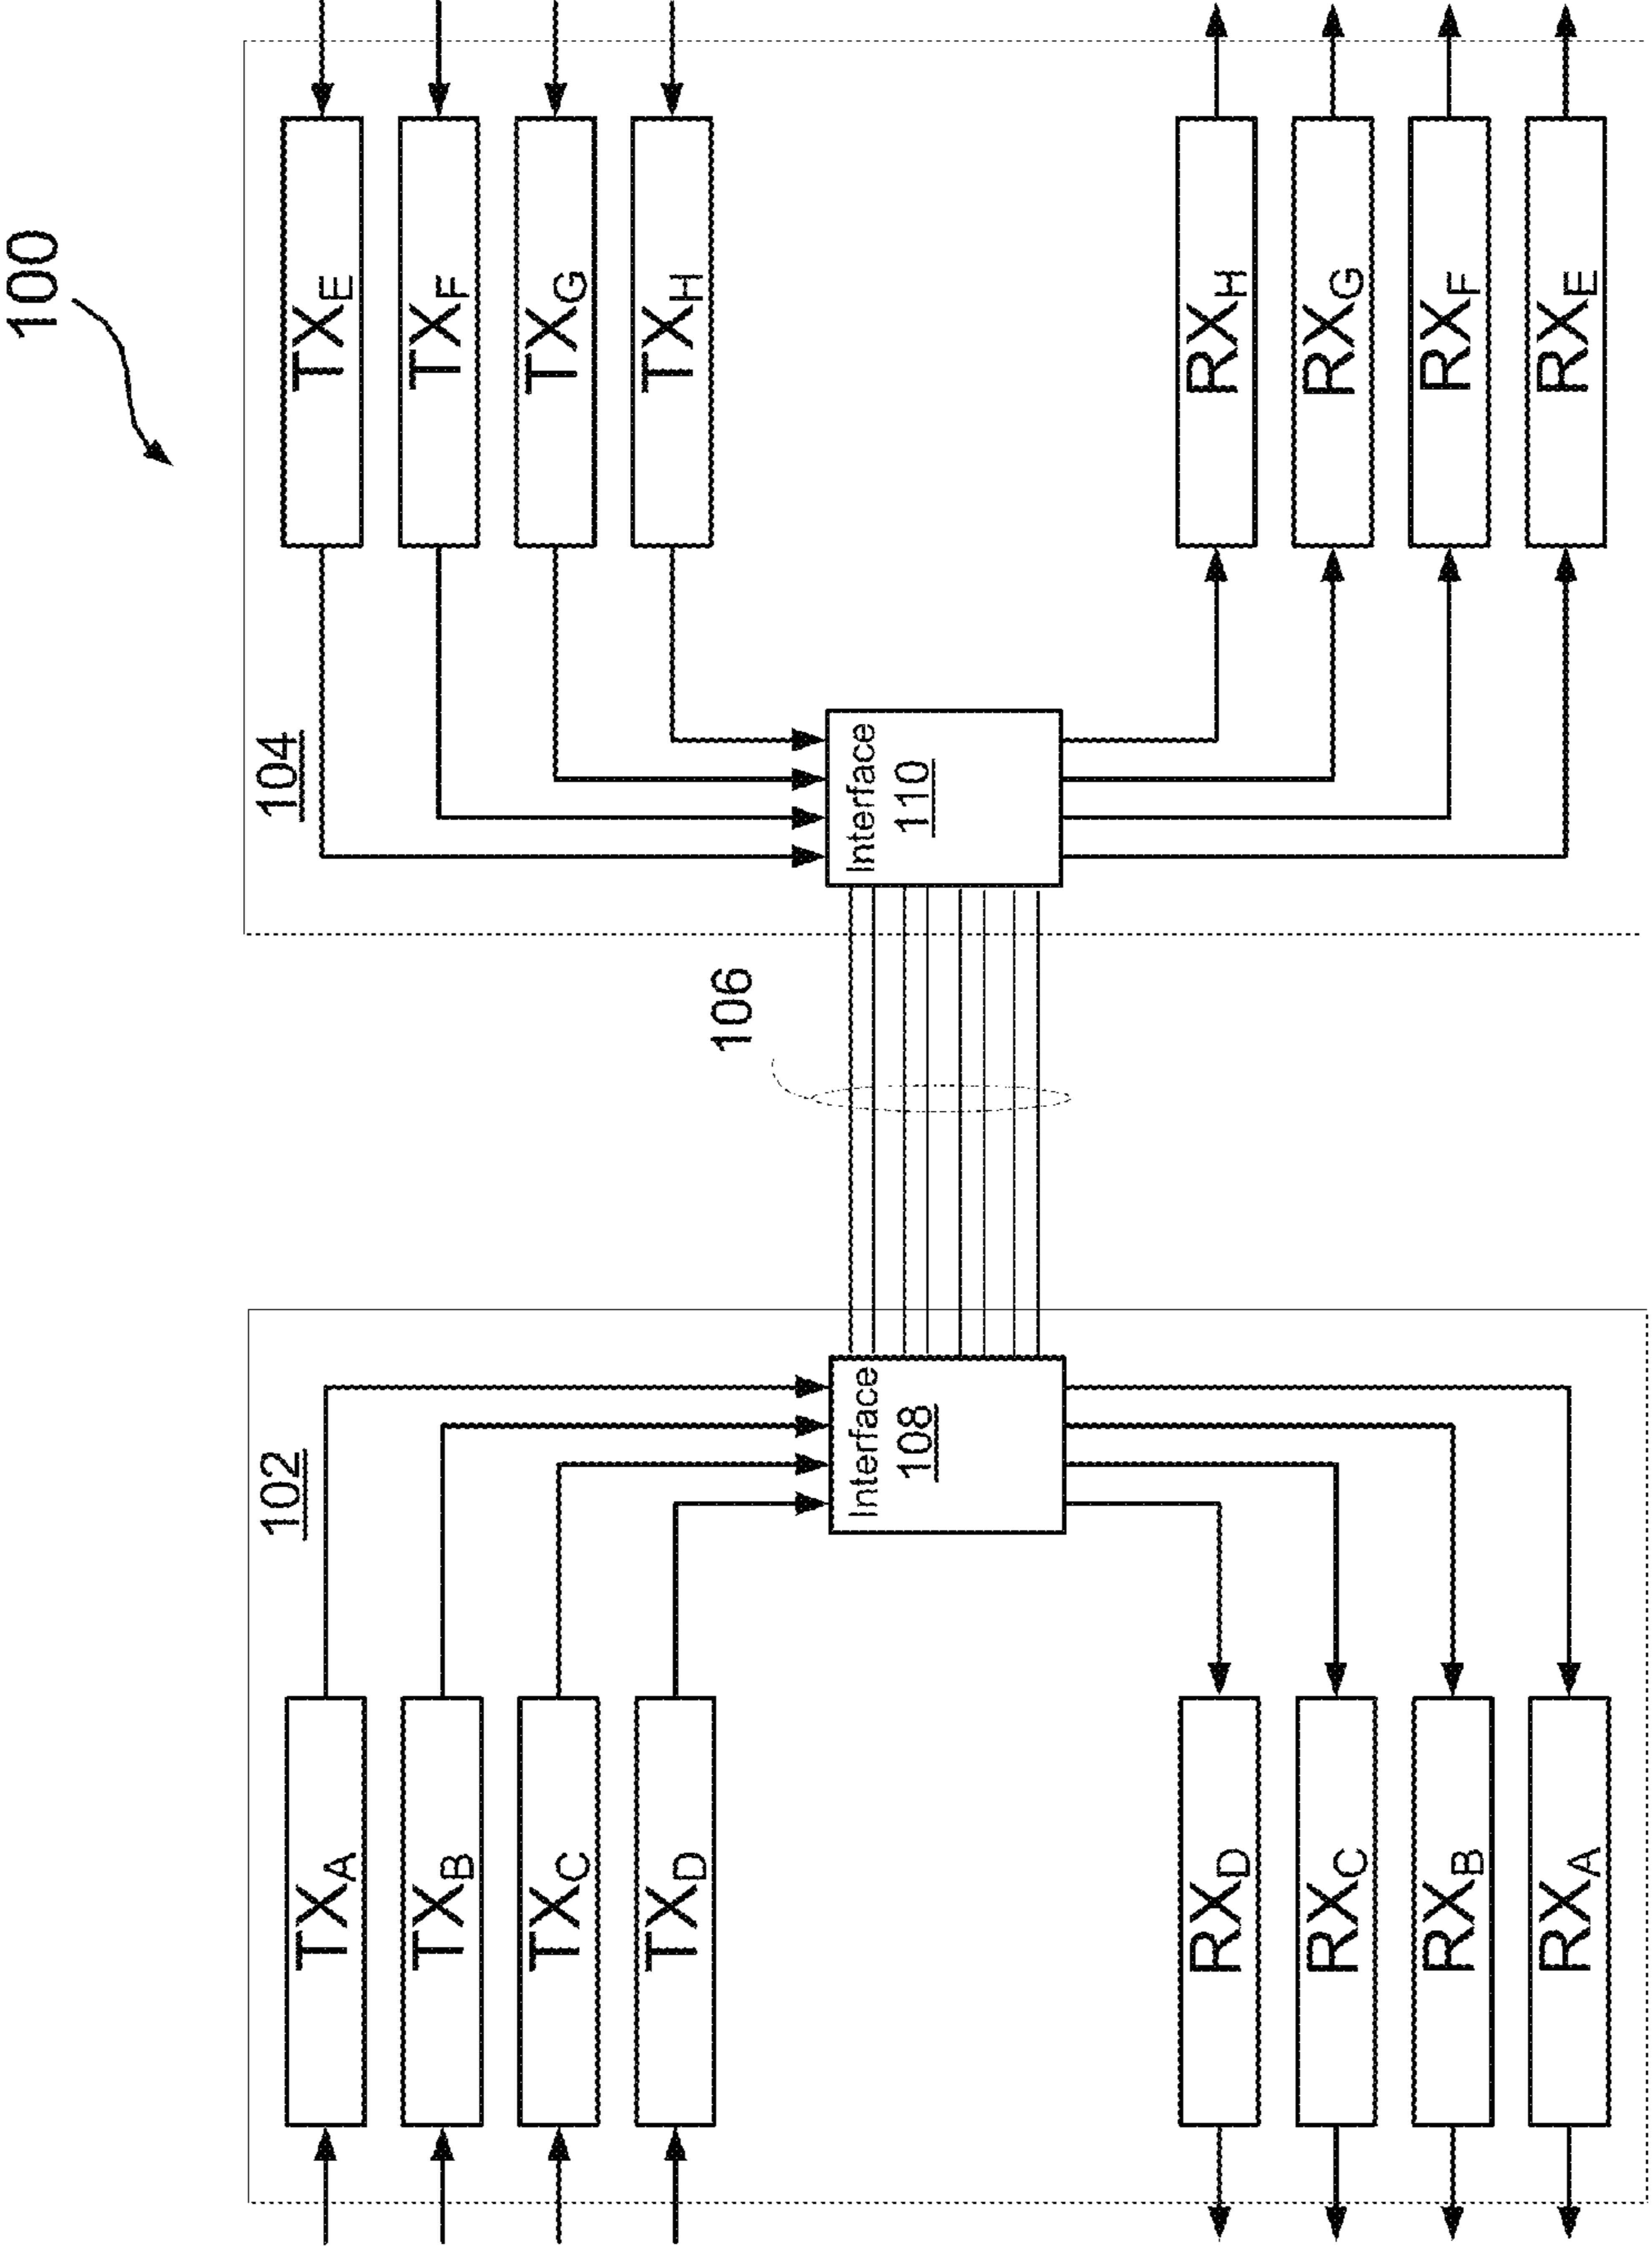 100
104
TXE
TXF
TXG
TXH
Interface
110
RXH
RXG
RXF
RXE
106
102
TXA
TXB
TXC
TXD
Interface
108
RXD
RXC
RXB
RXA